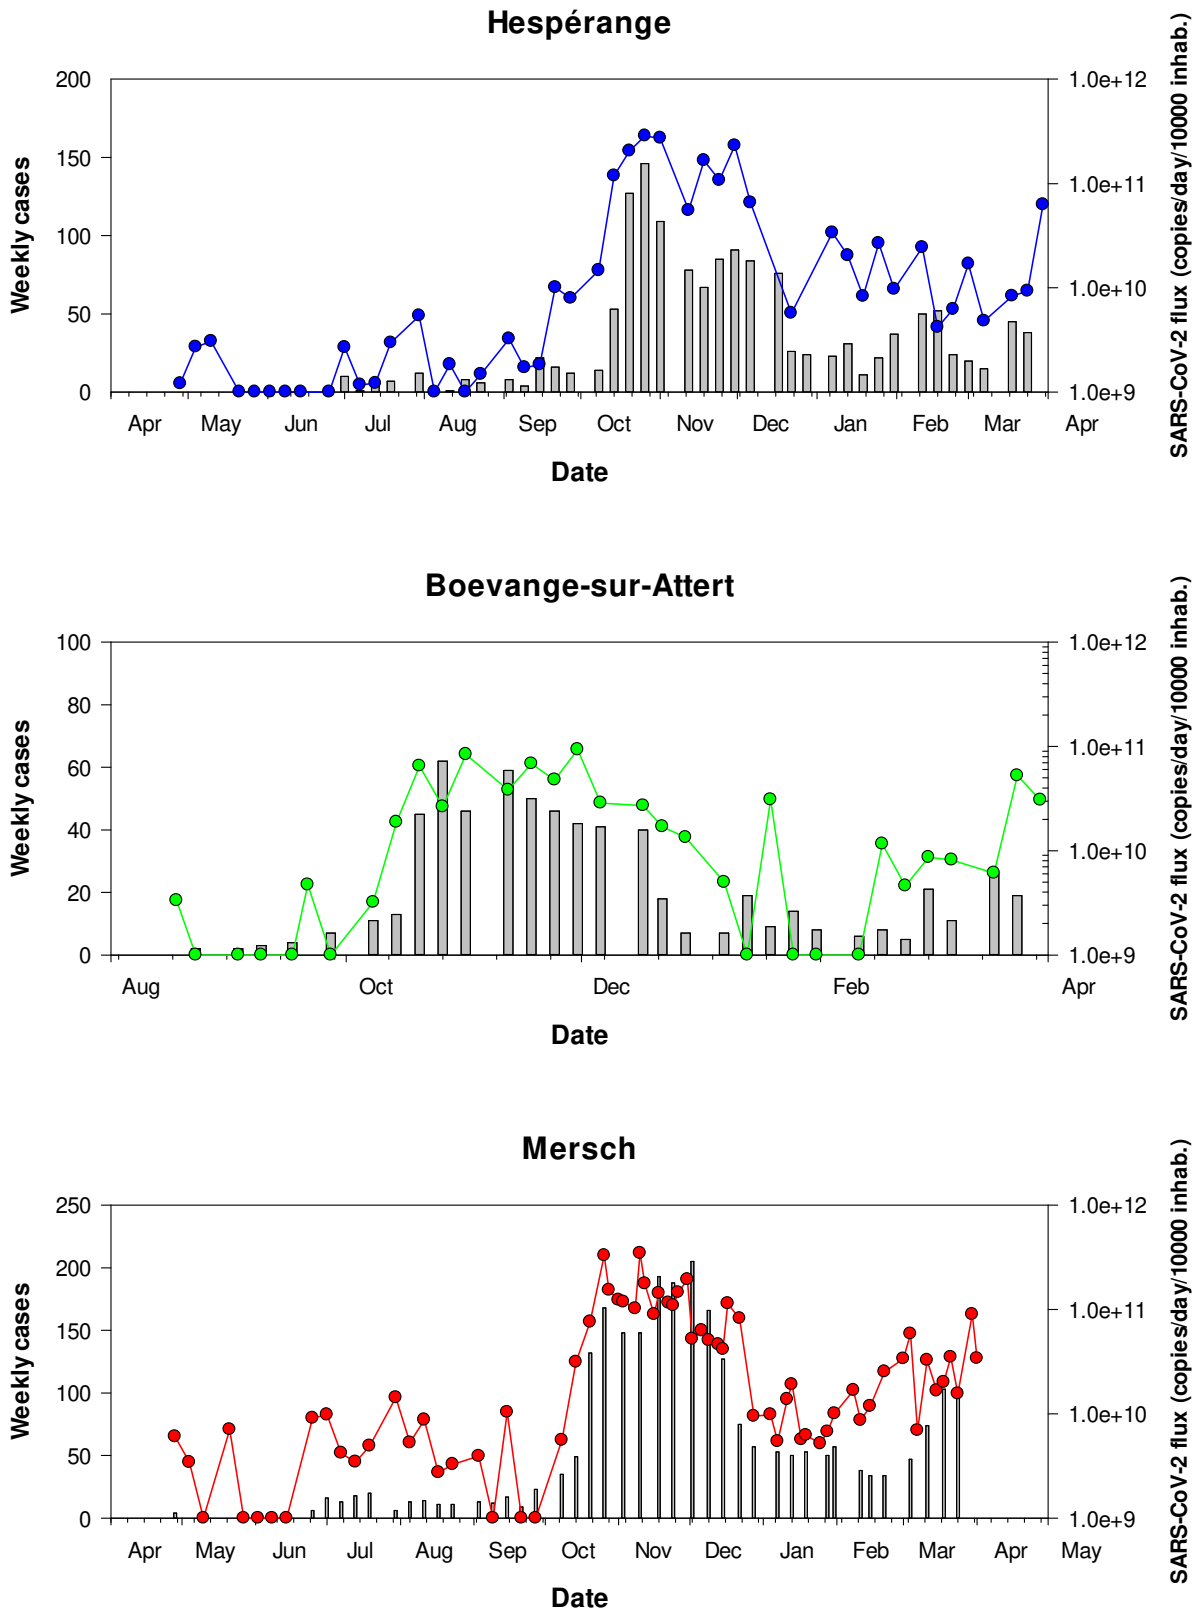 Hespérange
Weekly cases
200
150
100
50
0
1.0e+12
1.0e+11
1.0e+10
1.0e+9
SARS-CoV-2 flux (copies/day/10000 inhab.)
Apr May Jun Jul Aug Sep Oct Nov Dec Jan Feb Mar Apr
Date
Boevange-sur-Attert
Weekly cases
100
80
60
40
20
0
1.0e+12
1.0e+11
1.0e+10
1.0e+9
SARS-CoV-2 flux (copies/day/10000 inhab.)
Aug Oct Dec Feb Apr
Date
Mersch
Weekly cases
250
200
150
100
50
0
1.0e+12
1.0e+11
1.0e+10
1.0e+9
SARS-CoV-2 flux (copies/day/10000 inhab.)
Apr May Jun Jul Aug Sep Oct Nov Dec Jan Feb Mar Apr May
Date